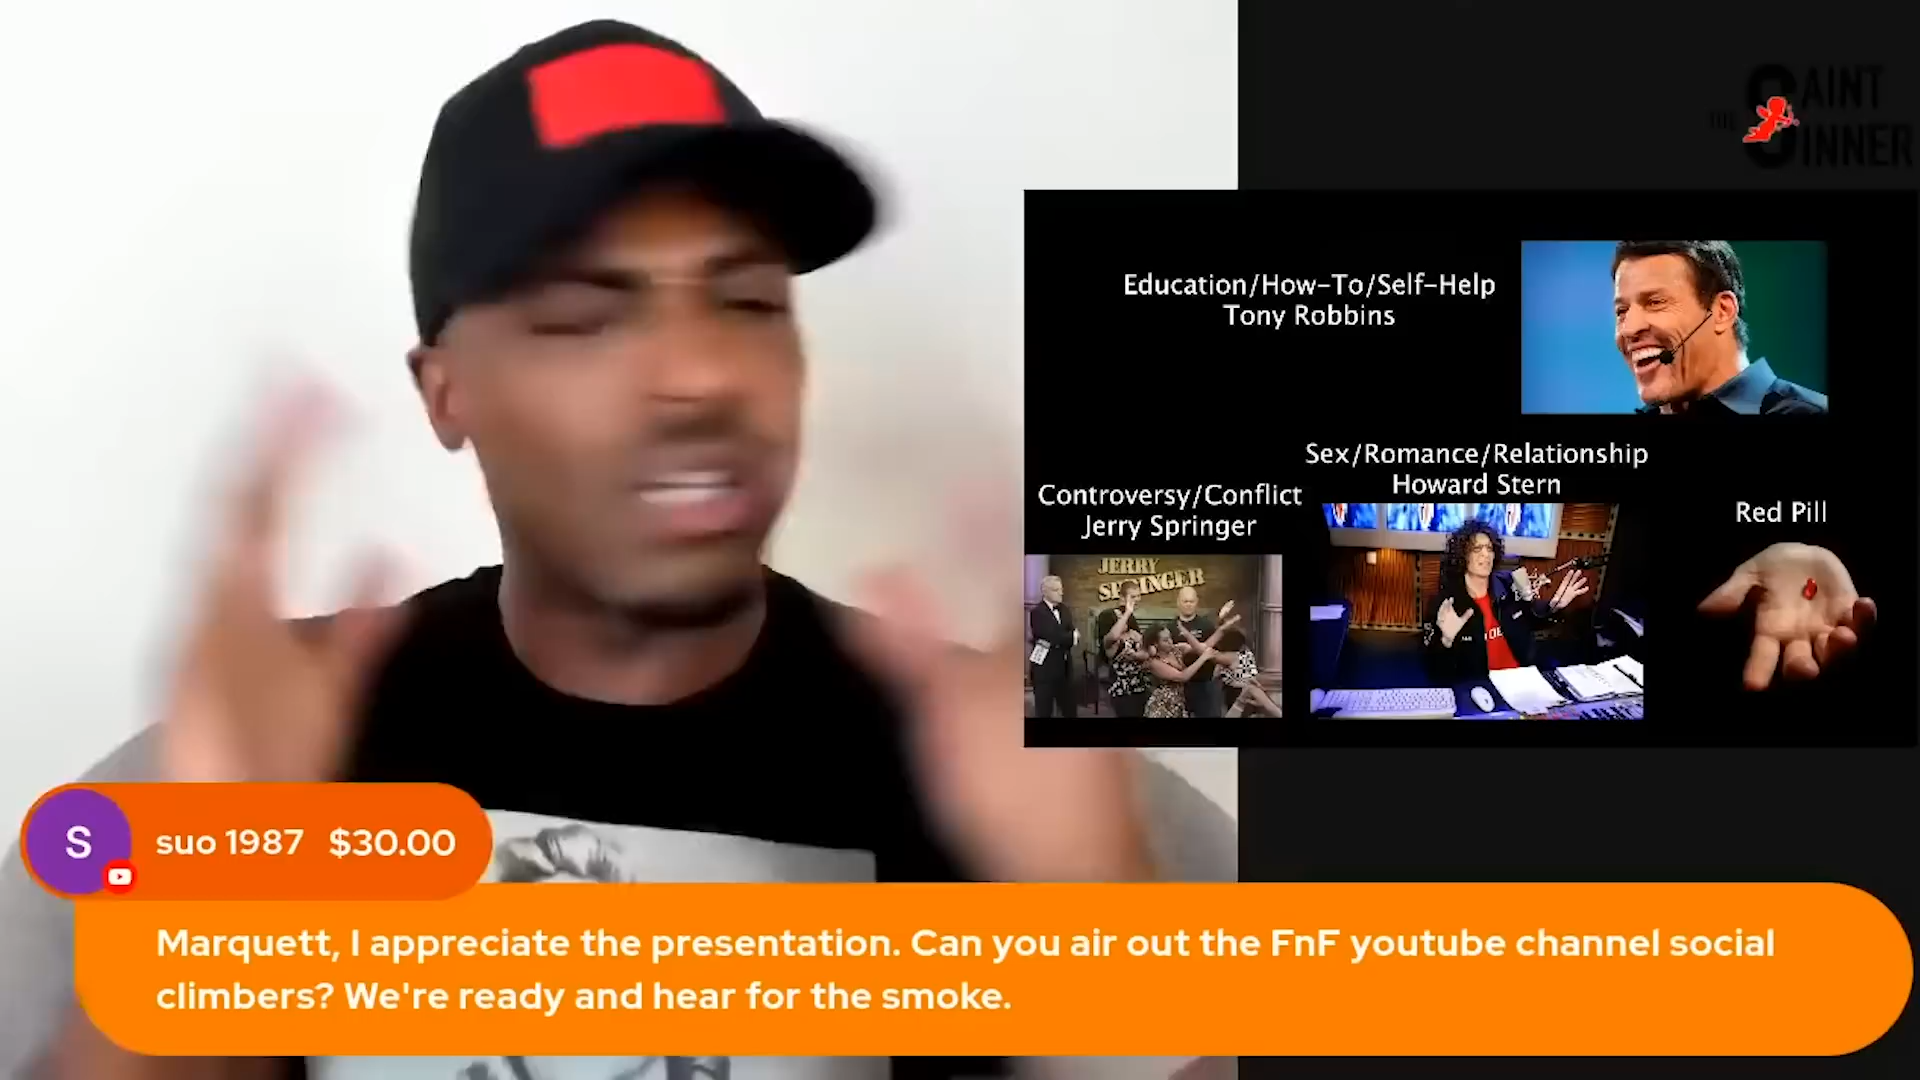 THE SAINT
SINNER
Education/How-To/Self-Help
Tony Robbins
Sex/Romance/Relationship
Howard Stern
Controversy/Conflict
Jerry Springer
Red Pill
JERRY
SPRINGER
S
suo 1987 $30.00
Marquett, I appreciate the presentation. Can you air out the FnF youtube channel social
climbers? We're ready and hear for the smoke.